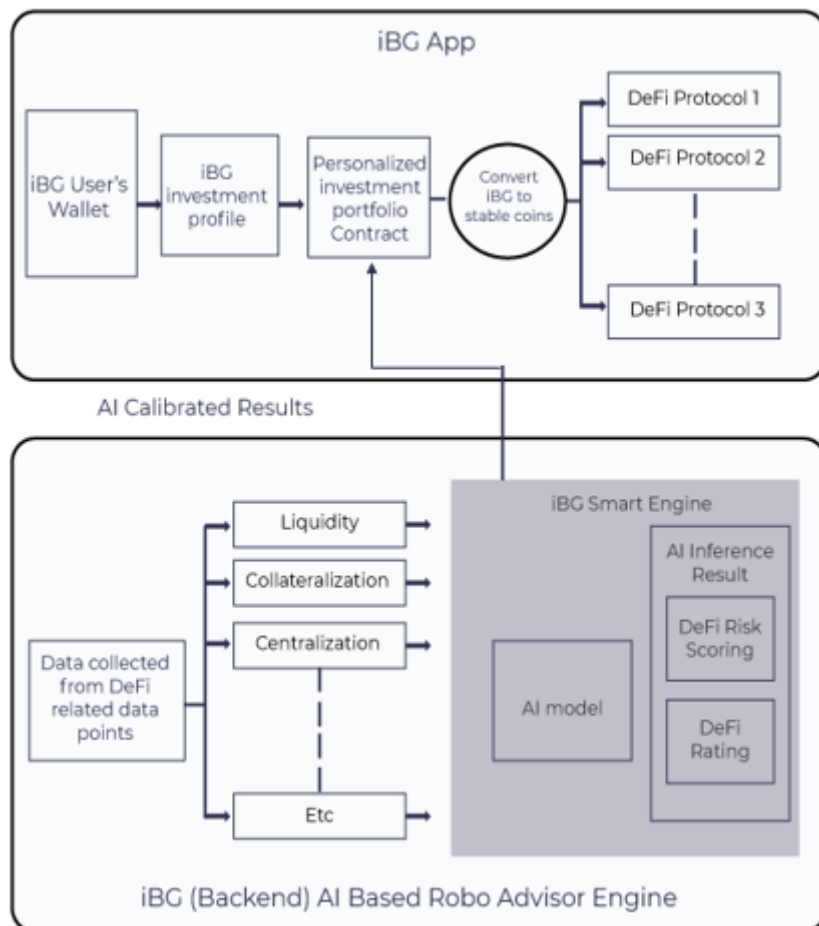 iBG App
iBG User's
Wallet
iBG
investment
profile
Personalized
investment
portfolio
Contract
Convert
iBG to
stable coins
DeFi Protocol 1
DeFi Protocol 2
DeFi Protocol 3
AI Calibrated Results
Data collected
from DeFi
related data
points
Liquidity
Collateralization
Centralization
Etc
iBG Smart Engine
AI model
AI Inference
Result
DeFi Risk
Scoring
DeFi
Rating
iBG (Backend) AI Based Robo Advisor Engine